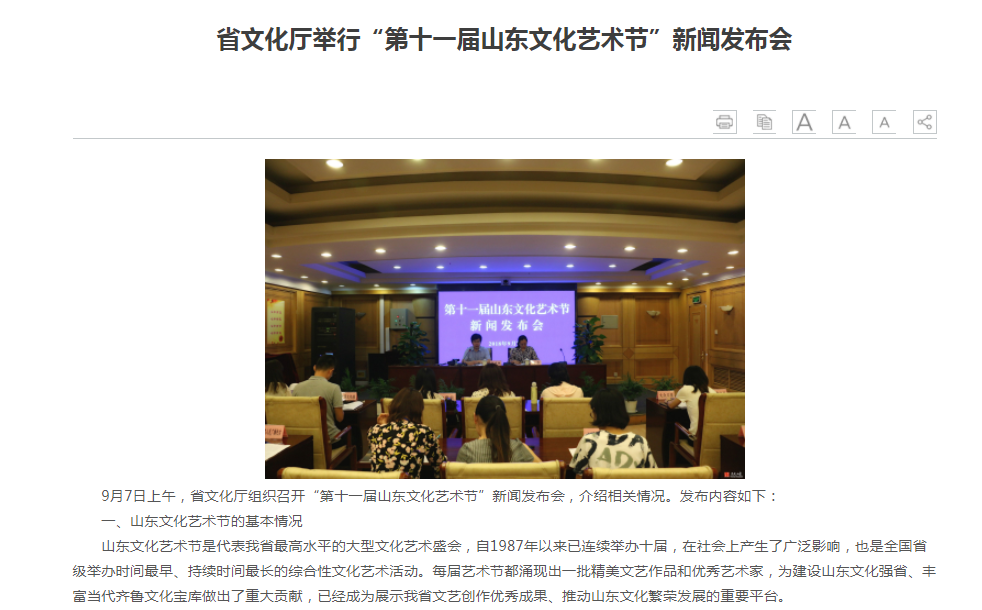 省文化厅举行“第十一届山东文化艺术节”新闻发布会
A A A
第十一届山东文化艺术节
新闻发布会
9月7日上午，省文化厅组织召开“第十一届山东文化艺术节”新闻发布会，介绍相关情况。发布内容如下：
一、山东文化艺术节的基本情况
山东文化艺术节是代表我省最高水平的大型文化艺术盛会，自1987年以来已连续举办十届，在社会上产生了广泛影响，也是全国省
级举办时间最早、持续时间最长的综合性文化艺术活动。每届艺术节都涌现出一批精美文艺作品和优秀艺术家，为建设山东文化强省、丰
富当代齐鲁文化宝库做出了重大贡献，已经成为展示我省文艺创作优秀成果、推动山东文化繁荣发展的重要平台。